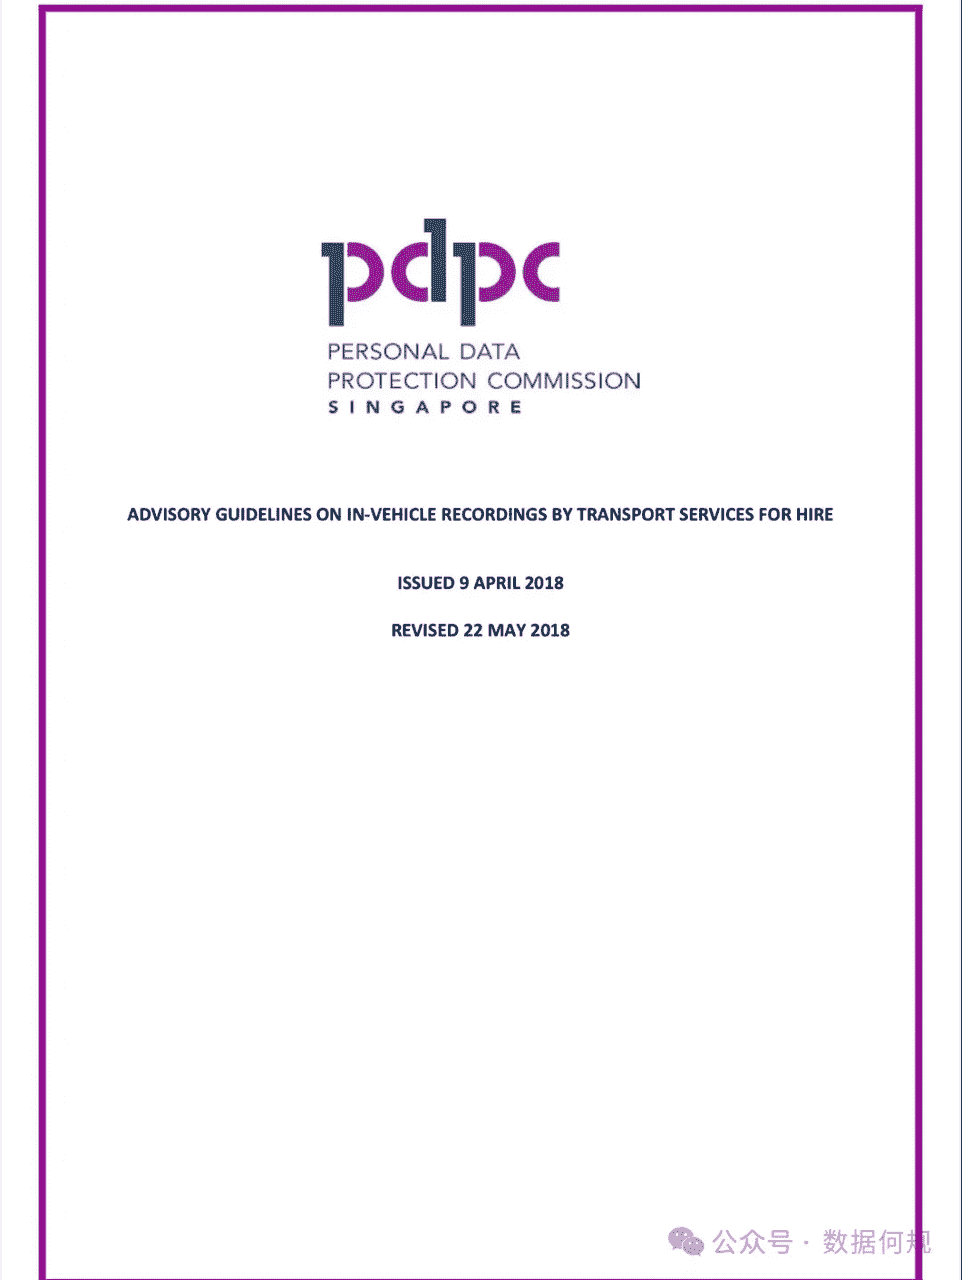 pdpc
PERSONAL DATA
PROTECTION COMMISSION
SINGAPORE
ADVISORY GUIDELINES ON IN-VEHICLE RECORDINGS BY TRANSPORT SERVICES FOR HIRE
ISSUED 9 APRIL 2018
REVISED 22 MAY 2018
公众号 · 数据何规